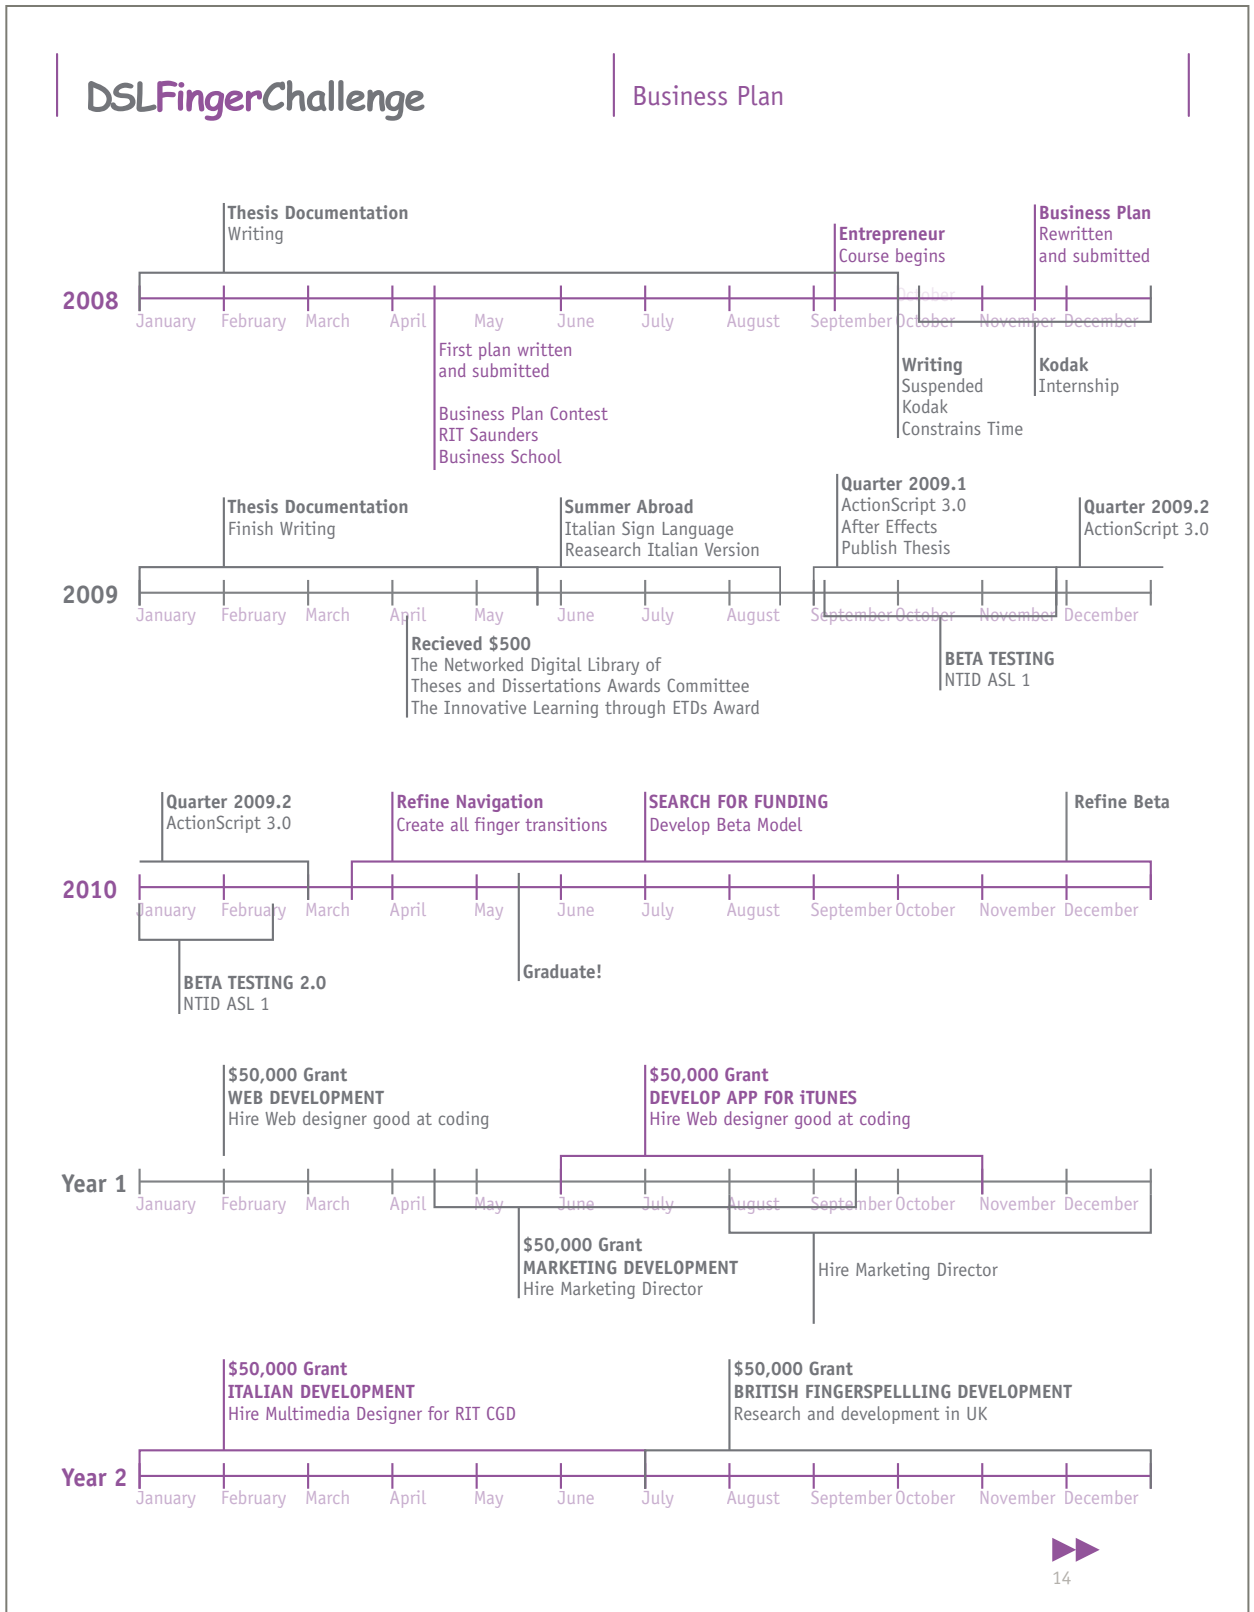 DSLFingerChallenge
Business Plan
Thesis Documentation
Writing
Entrepreneur
Course begins
Business Plan
Rewritten
and submitted
2008
October
January February March April May June July August September October November December
First plan written
and submitted
Business Plan Contest
RIT Saunders
Business School
Writing
Suspended
Kodak
Constrains Time
Kodak
Internship
Thesis Documentation
Finish Writing
Summer Abroad
Italian Sign Language
Reasearch Italian Version
Quarter 2009.1
ActionScript 3.0
After Effects
Publish Thesis
Quarter 2009.2
ActionScript 3.0
2009
January February March April May June July August September October November December
Recieved $500
The Networked Digital Library of
Theses and Dissertations Awards Committee
The Innovative Learning through ETDs Award
BETA TESTING
NTID ASL 1
Quarter 2009.2
ActionScript 3.0
Refine Navigation
Create all finger transitions
SEARCH FOR FUNDING
Develop Beta Model
Refine Beta
2010
January February March April May June July August September October November December
BETA TESTING 2.0
NTID ASL 1
Graduate!
$50,000 Grant
WEB DEVELOPMENT
Hire Web designer good at coding
$50,000 Grant
DEVELOP APP FOR iTUNES
Hire Web designer good at coding
Year 1
January February March April May June July August September October November December
$50,000 Grant
MARKETING DEVELOPMENT
Hire Marketing Director
Hire Marketing Director
$50,000 Grant
ITALIAN DEVELOPMENT
Hire Multimedia Designer for RIT CGD
$50,000 Grant
BRITISH FINGERSPELLLING DEVELOPMENT
Research and development in UK
Year 2
January February March April May June July August September October November December
14